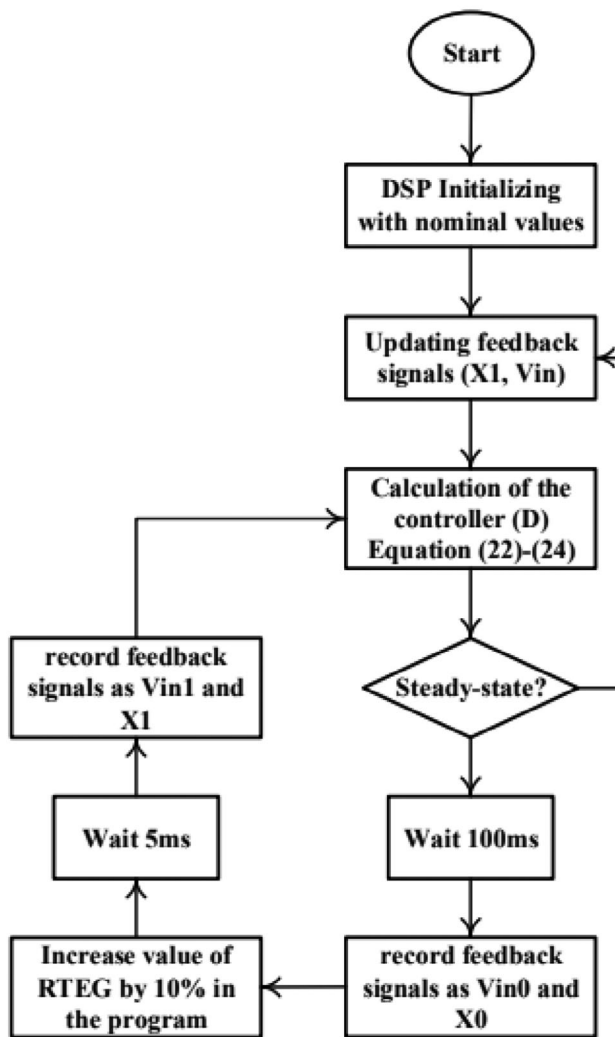 Start
DSP Initializing
with nominal values
Updating feedback
signals (X1, Vin)
Calculation of the
controller (D)
Equation (22)-(24)
Steady-state?
Wait 100ms
record feedback
signals as Vin0 and
X0
Increase value of
RTEG by 10% in
the program
Wait 5ms
record feedback
signals as Vin1 and
X1